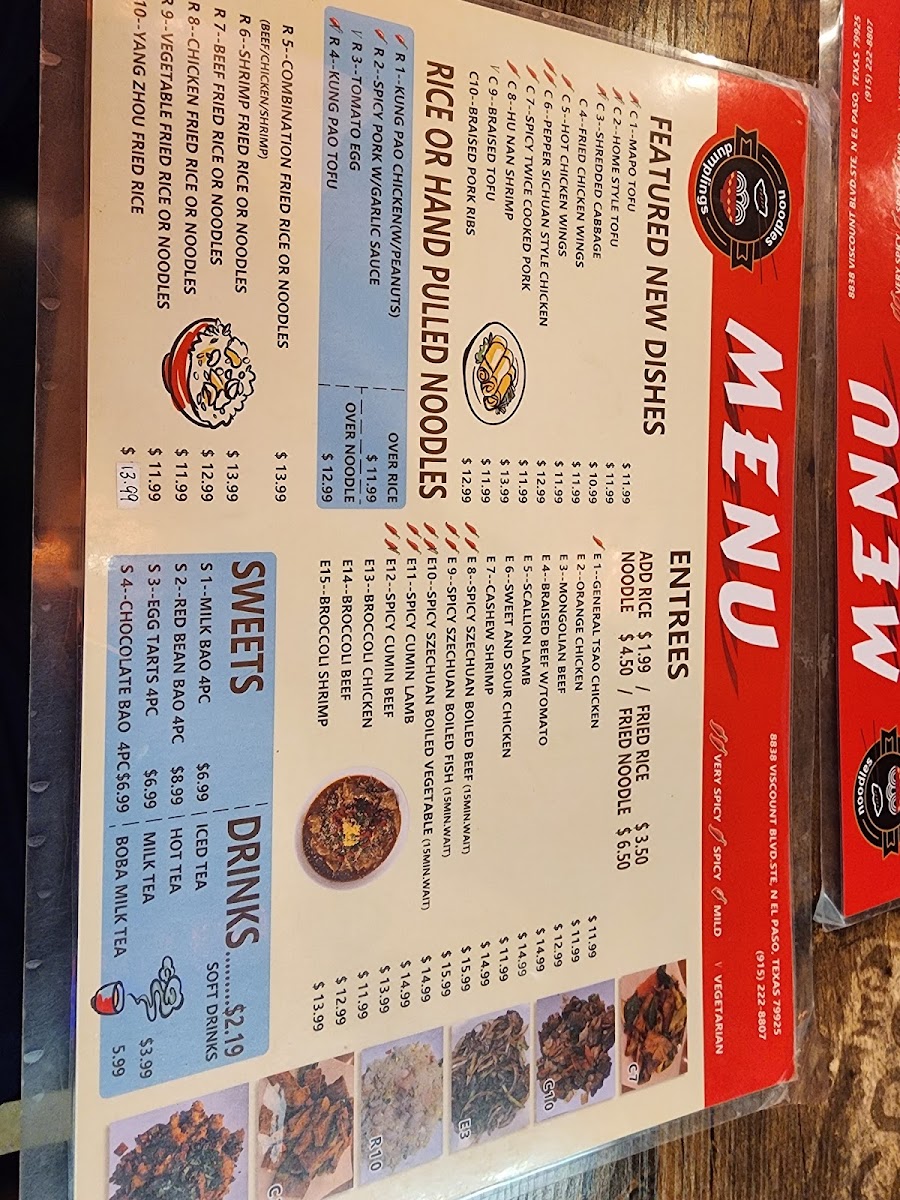 noodles
dumplings
MENU
8838 VISCOUNT BLVD.STE, N EL PASO, TEXAS 79925
(915) 222-8807
VERY SPICY SPICY MILD V VEGETARIAN
FEATURED NEW DISHES
C 1--MAPO TOFU $ 11.99
C 2--HOME STYLE TOFU $ 11.99
C 3--SHREDDED CABBAGE $ 10.99
C 4--FRIED CHICKEN WINGS $ 11.99
C 5--HOT CHICKEN WINGS $ 11.99
C 6--PEPPER SICHUAN STYLE CHICKEN $ 12.99
C 7--SPICY TWICE COOKED PORK $ 11.99
C 8--HU NAN SHRIMP $ 13.99
V C 9--BRAISED TOFU $ 11.99
C10--BRAISED PORK RIBS $ 12.99
RICE OR HAND PULLED NOODLES
R 1--KUNG PAO CHICKEN(W/PEANUTS)
R 2--SPICY PORK W/GARLIC SAUCE
V R 3--TOMATO EGG
R 4--KUNG PAO TOFU
OVER RICE
$ 11.99
OVER NOODLE
$ 12.99
R 5--COMBINATION FRIED RICE OR NOODLES $ 13.99
(BEEF/CHICKEN/SHRIMP)
R 6--SHRIMP FRIED RICE OR NOODLES $ 13.99
R 7--BEEF FRIED RICE OR NOODLES $ 12.99
R 8--CHICKEN FRIED RICE OR NOODLES $ 11.99
R 9--VEGETABLE FRIED RICE OR NOODLES $ 11.99
10--YANG ZHOU FRIED RICE $ 13.99
ENTREES
ADD RICE $ 1.99 / FRIED RICE $ 3.50
NOODLE $ 4.50 / FRIED NOODLE $ 6.50
E 1--GENERAL TSAO CHICKEN $ 11.99
E 2--ORANGE CHICKEN $ 11.99
E 3--MONGOLIAN BEEF $ 12.99
E 4--BRAISED BEEF W/TOMATO $ 14.99
E 5--SCALLION LAMB $ 14.99
E 6--SWEET AND SOUR CHICKEN $ 11.99
E 7--CASHEW SHRIMP $ 14.99
E 8--SPICY SZECHUAN BOILED BEEF (15MIN.WAIT) $ 15.99
E 9--SPICY SZECHUAN BOILED FISH (15MIN.WAIT) $ 15.99
E10--SPICY SZECHUAN BOILED VEGETABLE (15MIN.WAIT) $ 14.99
E11--SPICY CUMIN LAMB $ 14.99
E12--SPICY CUMIN BEEF $ 13.99
E13--BROCCOLI CHICKEN $ 11.99
E14--BROCCOLI BEEF $ 12.99
E15--BROCCOLI SHRIMP $ 13.99
SWEETS
S 1--MILK BAO 4PC $6.99
S 2--RED BEAN BAO 4PC $8.99
S 3--EGG TARTS 4PC $6.99
S 4--CHOCOLATE BAO 4PC $6.99
DRINKS.........$2.19
SOFT DRINKS
ICED TEA
HOT TEA
MILK TEA $3.99
BOBA MILK TEA 5.99
C7
C10
E3
R10
MENU
8838 VISCOUNT BLVD.STE, N EL PASO, TEXAS 79925
(915) 222-8807
noodles